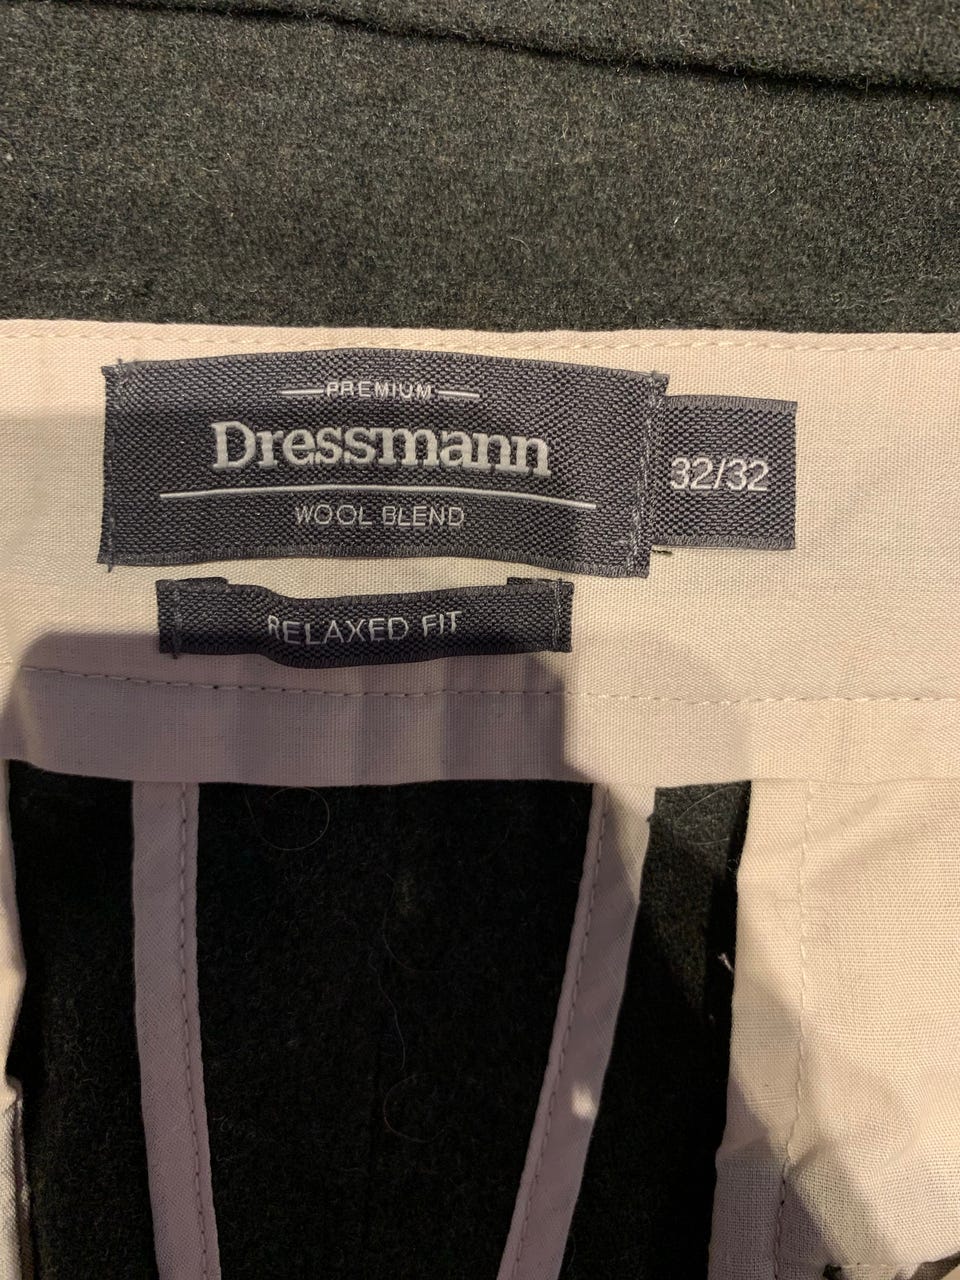 PREMIUM
Dressmann
WOOL BLEND
32/32
RELAXED FIT